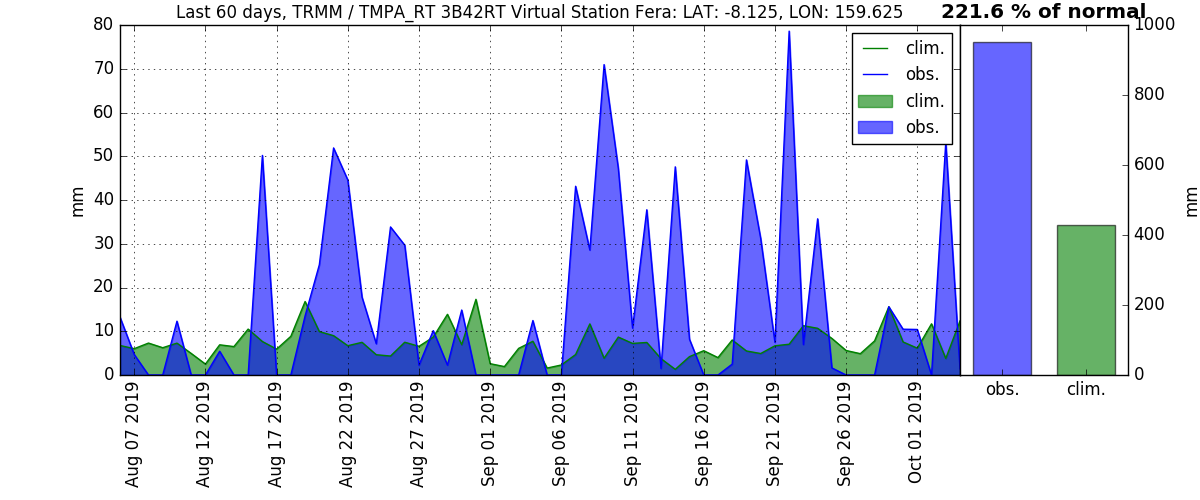 Last 60 days, TRMM / TMPA_RT 3B42RT Virtual Station Fera: LAT: -8.125, LON: 159.625
221.6 % of normal
80
70
60
50
40
30
20
10
0
mm
clim.
obs.
clim.
obs.
Aug 07 2019
Aug 12 2019
Aug 17 2019
Aug 22 2019
Aug 27 2019
Sep 01 2019
Sep 06 2019
Sep 11 2019
Sep 16 2019
Sep 21 2019
Sep 26 2019
Oct 01 2019
1000
800
600
400
200
0
mm
obs.
clim.